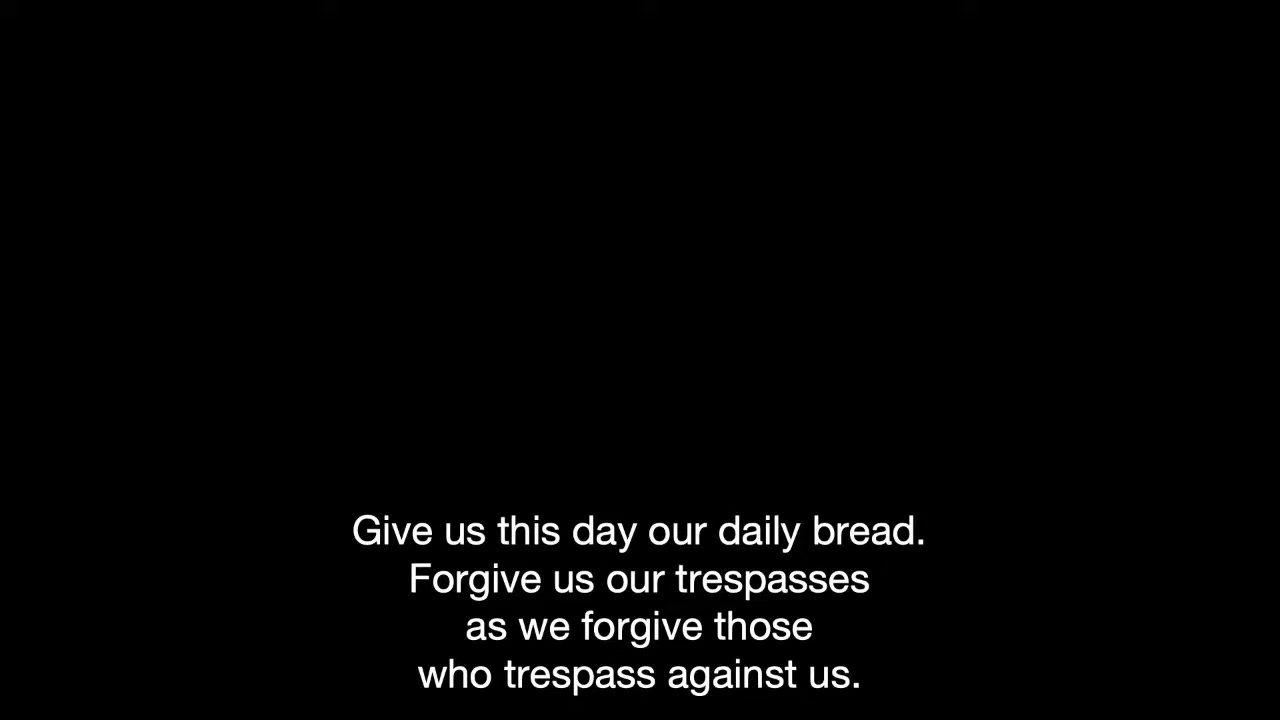 Give us this day our daily bread.
Forgive us our trespasses
as we forgive those
who trespass against us.